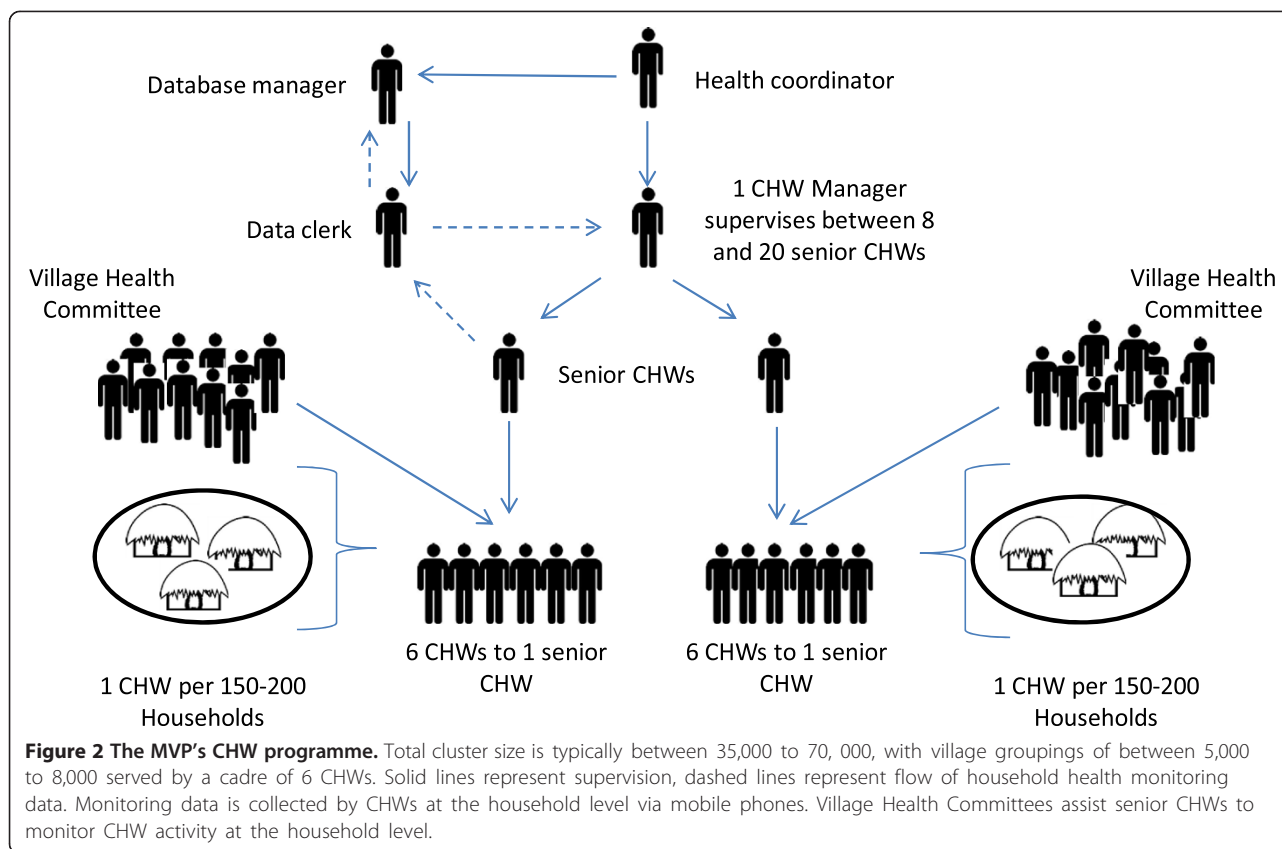 Database manager
Health coordinator
Data clerk
1 CHW Manager
supervises between 8
and 20 senior CHWs
Village Health
Committee
Village Health
Committee
Senior CHWs
6 CHWs to 1 senior
CHW
6 CHWs to 1 senior
CHW
1 CHW per 150-200
Households
1 CHW per 150-200
Households
Figure 2 The MVP's CHW programme. Total cluster size is typically between 35,000 to 70, 000, with village groupings of between 5,000
to 8,000 served by a cadre of 6 CHWs. Solid lines represent supervision, dashed lines represent flow of household health monitoring
data. Monitoring data is collected by CHWs at the household level via mobile phones. Village Health Committees assist senior CHWs to
monitor CHW activity at the household level.